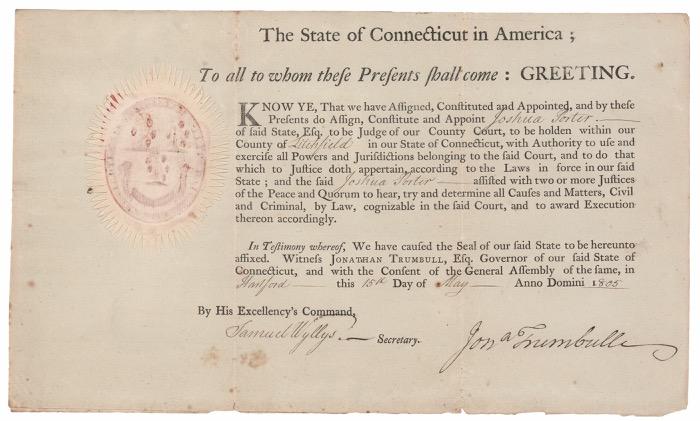 The State of Connecticut in America;
To all to whom theſe Preſents ſhall come: GREETING.
KNOW YE, That we have Aſſigned, Conſtituted and Appointed, and by theſe
Preſents do Aſſign, Conſtitute and Appoint Joshua Porter
of ſaid State, Eſq. to be Judge of our County Court, to be holden within our
County of Litchfield in our State of Connecticut, with Authority to uſe and
exerciſe all Powers and Juriſdictions belonging to the ſaid Court, and to do that
which to Juſtice doth appertain, according to the Laws in force in our ſaid
State; and the ſaid Joshua Porter aſſiſted with two or more Juſtices
of the Peace and Quorum to hear, try and determine all Cauſes and Matters, Civil
and Criminal, by Law, cognizable in the ſaid Court, and to award Execution
thereon accordingly.
In Teſtimony whereof, We have cauſed the Seal of our ſaid State to be hereunto
affixed. Witneſs JONATHAN TRUMBULL, Eſq. Governor of our ſaid State of
Connecticut, and with the Conſent of the General Aſſembly of the ſame, in
Hartford this 15th Day of May Anno Domini 1805
By His Excellency's Command,
Samuel Wyllys. Secretary.
Jonª Trumbull